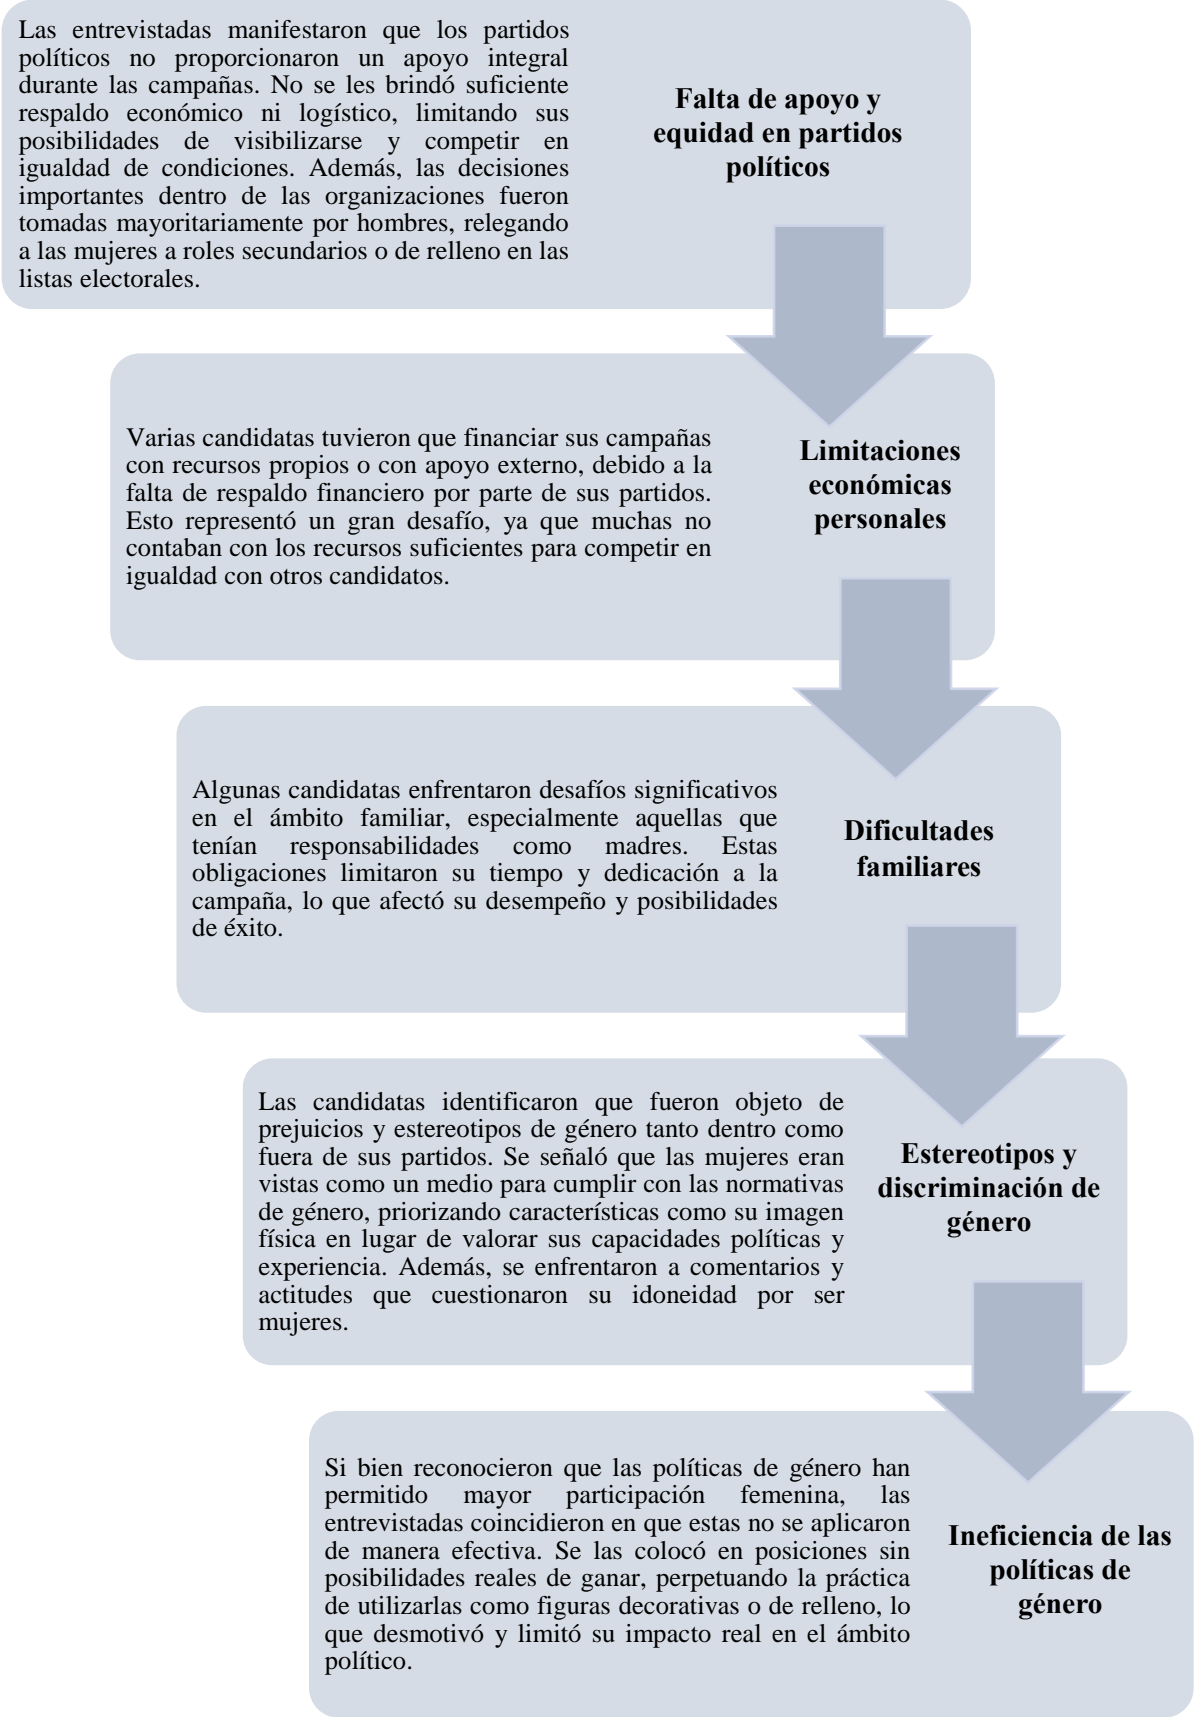 Las entrevistadas manifestaron que los partidos
políticos no proporcionaron un apoyo integral
durante las campañas. No se les brindó suficiente
respaldo económico ni logístico, limitando sus
posibilidades de visibilizarse y competir en
igualdad de condiciones. Además, las decisiones
importantes dentro de las organizaciones fueron
tomadas mayoritariamente por hombres, relegando
a las mujeres a roles secundarios o de relleno en las
listas electorales.
Falta de apoyo y
equidad en partidos
políticos
Varias candidatas tuvieron que financiar sus campañas
con recursos propios o con apoyo externo, debido a la
falta de respaldo financiero por parte de sus partidos.
Esto representó un gran desafío, ya que muchas no
contaban con los recursos suficientes para competir en
igualdad con otros candidatos.
Limitaciones
económicas
personales
Algunas candidatas enfrentaron desafíos significativos
en el ámbito familiar, especialmente aquellas que
tenían responsabilidades como madres. Estas
obligaciones limitaron su tiempo y dedicación a la
campaña, lo que afectó su desempeño y posibilidades
de éxito.
Dificultades
familiares
Las candidatas identificaron que fueron objeto de
prejuicios y estereotipos de género tanto dentro como
fuera de sus partidos. Se señaló que las mujeres eran
vistas como un medio para cumplir con las normativas
de género, priorizando características como su imagen
física en lugar de valorar sus capacidades políticas y
experiencia. Además, se enfrentaron a comentarios y
actitudes que cuestionaron su idoneidad por ser
mujeres.
Estereotipos y
discriminación de
género
Si bien reconocieron que las políticas de género han
permitido mayor participación femenina, las
entrevistadas coincidieron en que estas no se aplicaron
de manera efectiva. Se las colocó en posiciones sin
posibilidades reales de ganar, perpetuando la práctica
de utilizarlas como figuras decorativas o de relleno, lo
que desmotivó y limitó su impacto real en el ámbito
político.
Ineficiencia de las
políticas de
género